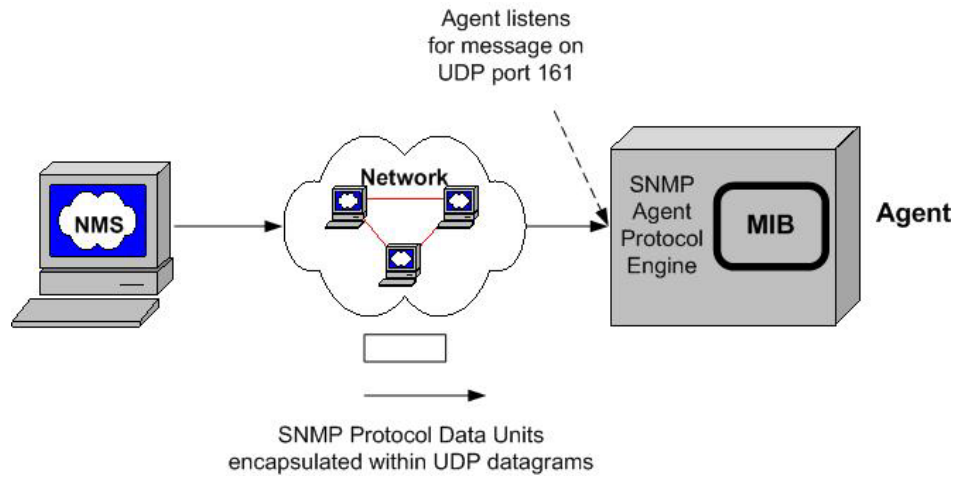 Agent listens
for message on
UDP port 161
NMS
Network
SNMP
Agent
Protocol
Engine
MIB
Agent
SNMP Protocol Data Units
encapsulated within UDP datagrams